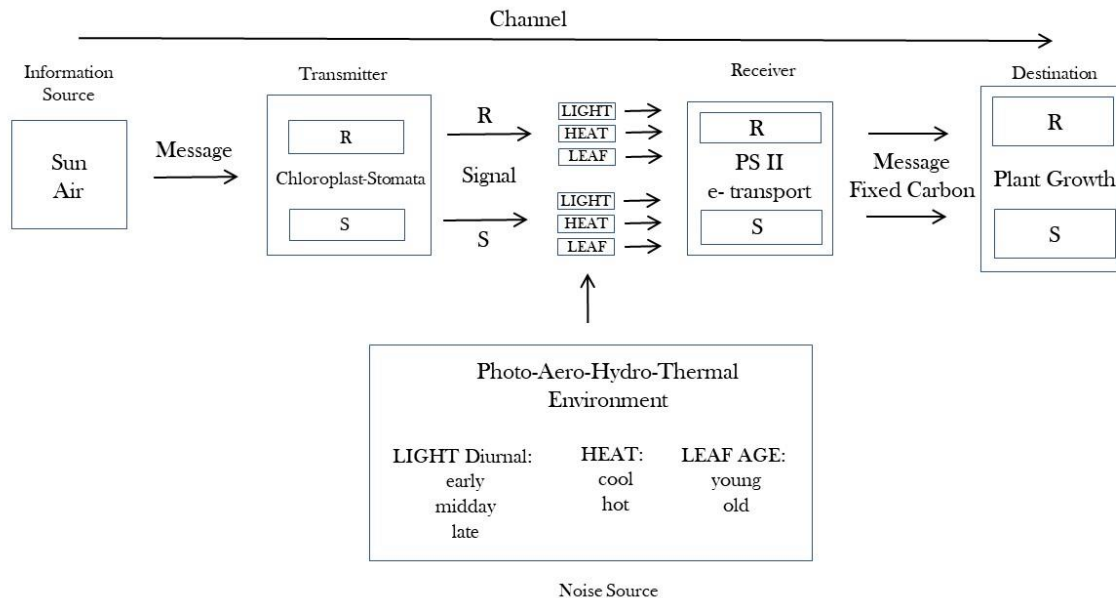 Channel
Information
Source
Transmitter
Receiver
Destination
Sun
Air
Message
R
Chloroplast-Stomata
S
R
Signal
S
LIGHT
HEAT
LEAF
LIGHT
HEAT
LEAF
R
PS II
e- transport
S
Message
Fixed Carbon
R
Plant Growth
S
Photo-Aero-Hydro-Thermal
Environment
LIGHT Diurnal:
early
midday
late
HEAT:
cool
hot
LEAF AGE:
young
old
Noise Source